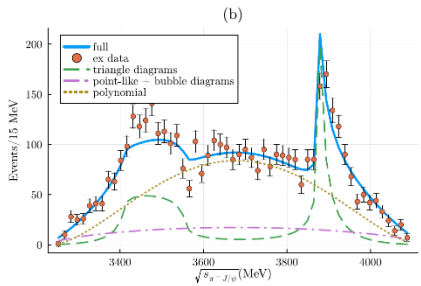 (b)
200
150
100
50
0
Events/15 MeV
full
ex data
triangle diagrams
point-like − bubble diagrams
polynomial
3400
3600
3800
4000
√s_{π⁻ J/ψ}(MeV)